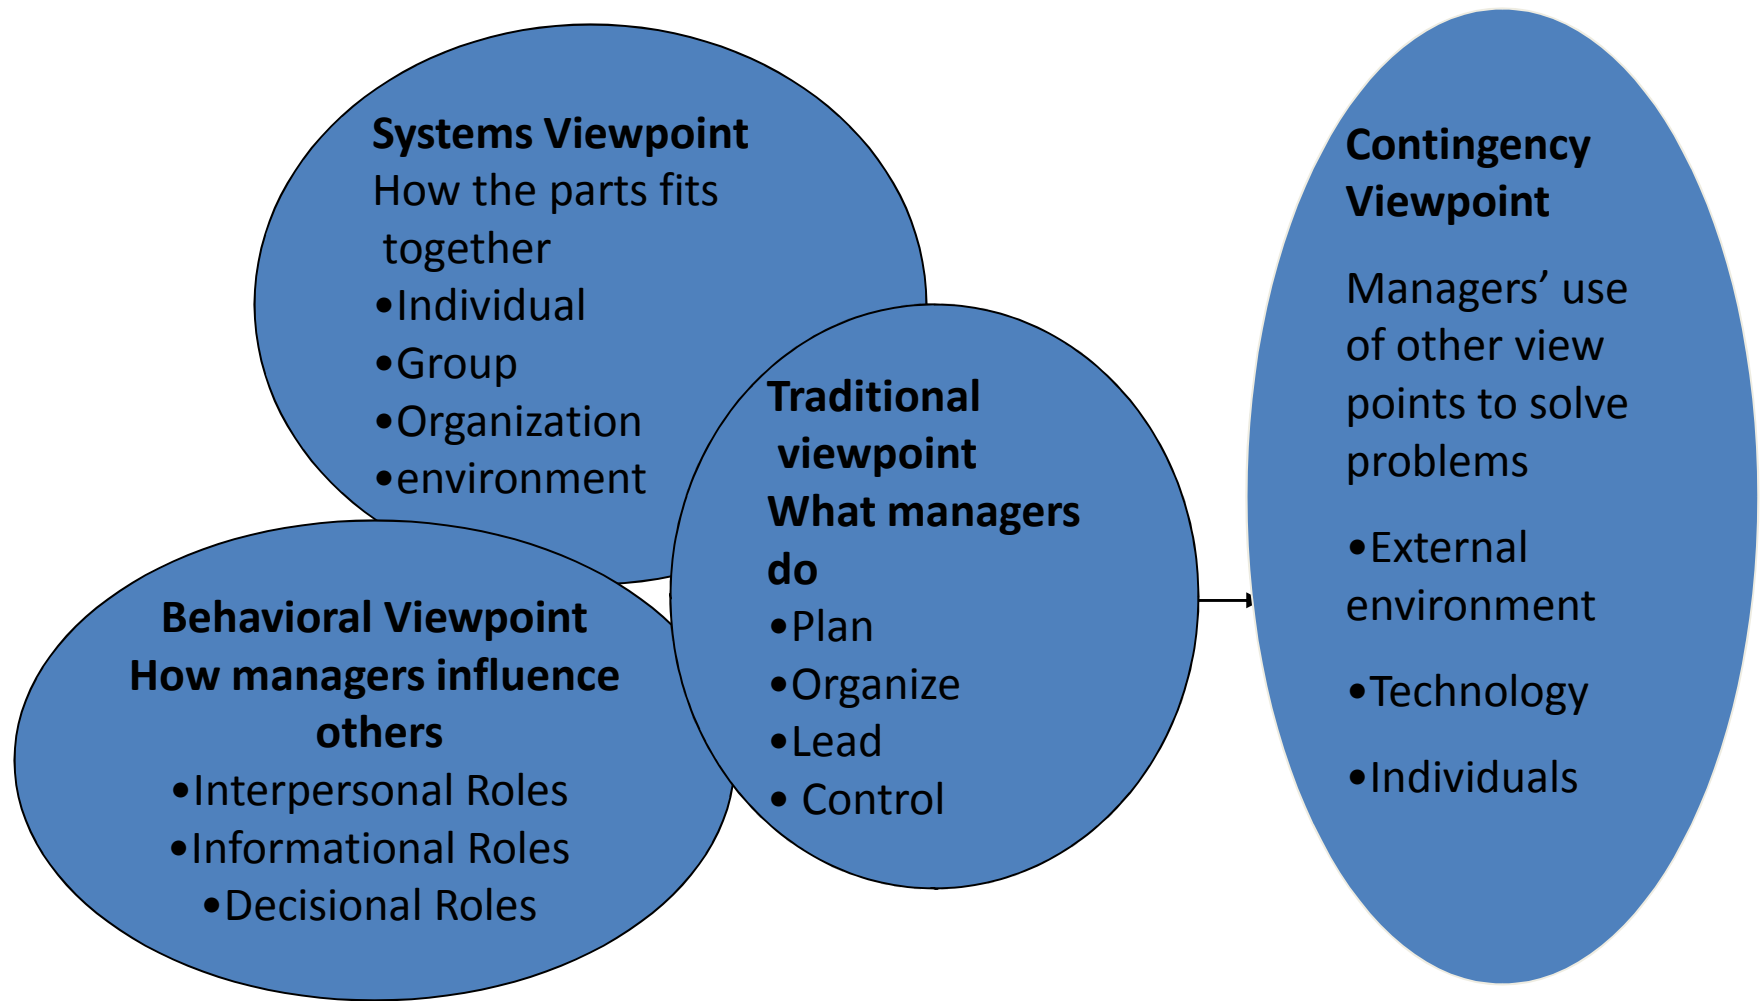 Systems Viewpoint
How the parts fits
together
•Individual
•Group
•Organization
•environment
Behavioral Viewpoint
How managers influence
others
•Interpersonal Roles
•Informational Roles
•Decisional Roles
Traditional
viewpoint
What managers
do
•Plan
•Organize
•Lead
• Control
Contingency
Viewpoint
Managers’ use
of other view
points to solve
problems
•External
environment
•Technology
•Individuals